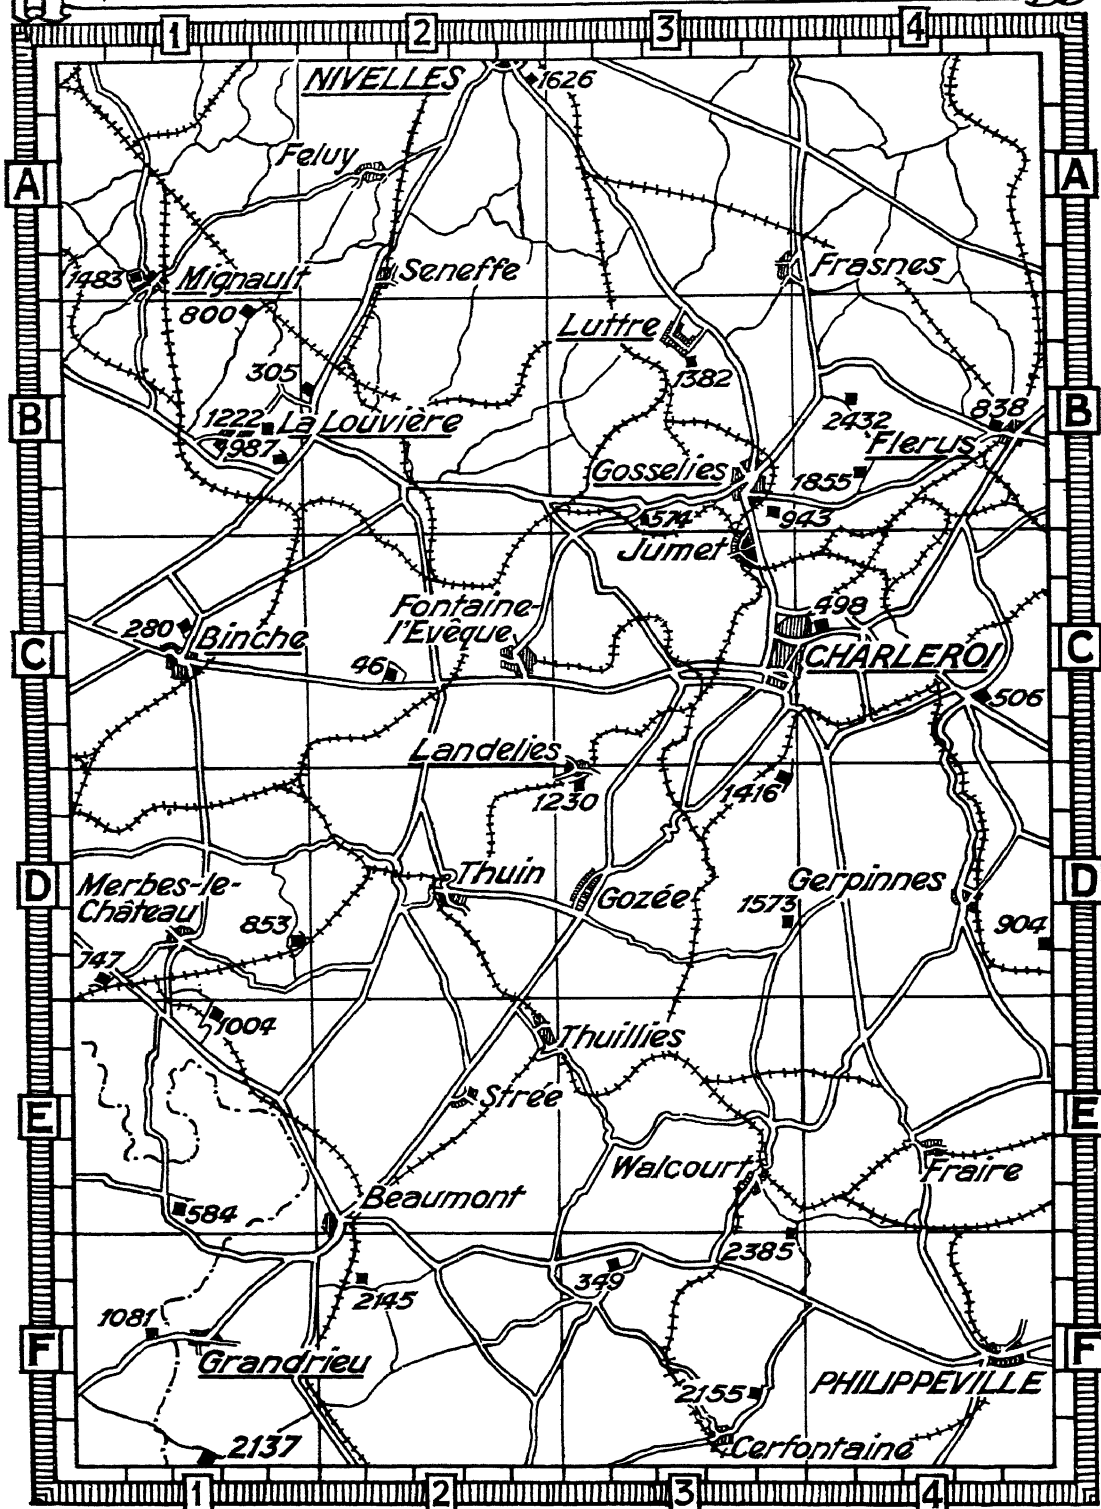 1 2 3 4
NIVELLES
1626
Feluy
A A
1483
Mignault
Seneffe
Frasnes
800
Luttre
305
1382
B B
1222
La Louvière
2432
838
Flerus
987
Gosselies
1855
574
943
Jumet
Fontaine-
l'Evêque
498
280
Binche
C C
46
CHARLEROI
506
Landelies
1230
1416
D D
Merbes-le-
Château
Thuin
Gozée
Gerpinnes
1573
853
904
747
1004
Thuillies
Strée
E E
Walcourt
Fraire
584
Beaumont
2385
349
2145
1081
F F
Grandrieu
2155
PHILIPPEVILLE
2137
Cerfontaine
1 2 3 4